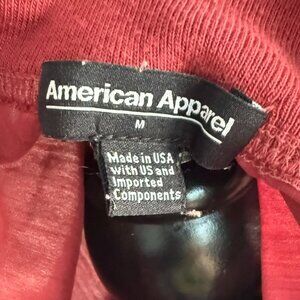 American Apparel
M
Made in USA
with US and
Imported
Components